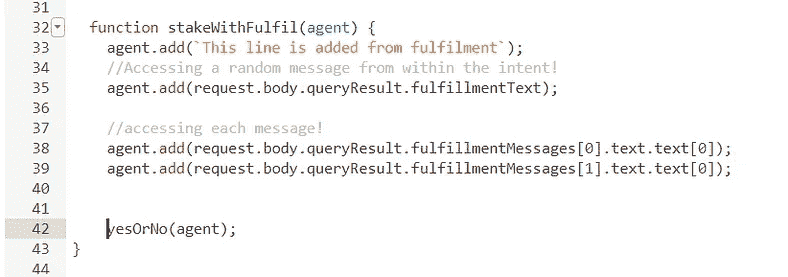 31
32 function stakeWithFulfil(agent) {
33 agent.add(`This line is added from fulfilment`);
34 //Accessing a random message from within the intent!
35 agent.add(request.body.queryResult.fulfillmentText);
36
37 //accessing each message!
38 agent.add(request.body.queryResult.fulfillmentMessages[0].text.text[0]);
39 agent.add(request.body.queryResult.fulfillmentMessages[1].text.text[0]);
40
41
42 yesOrNo(agent);
43 }
44